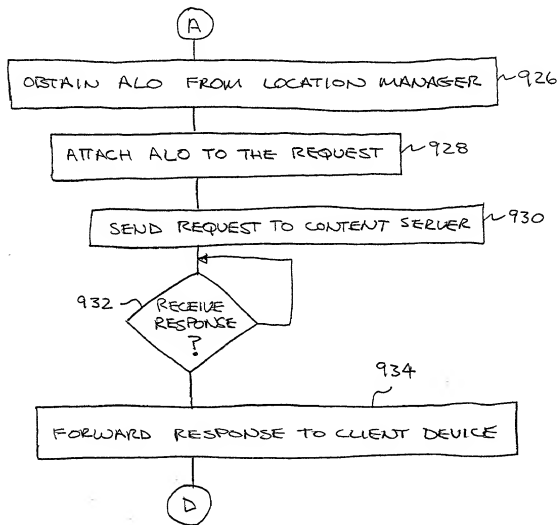 A
OBTAIN ALO FROM LOCATION MANAGER
926
ATTACH ALO TO THE REQUEST
928
SEND REQUEST TO CONTENT SERVER
930
932
RECEIVE
RESPONSE
?
934
FORWARD RESPONSE TO CLIENT DEVICE
D